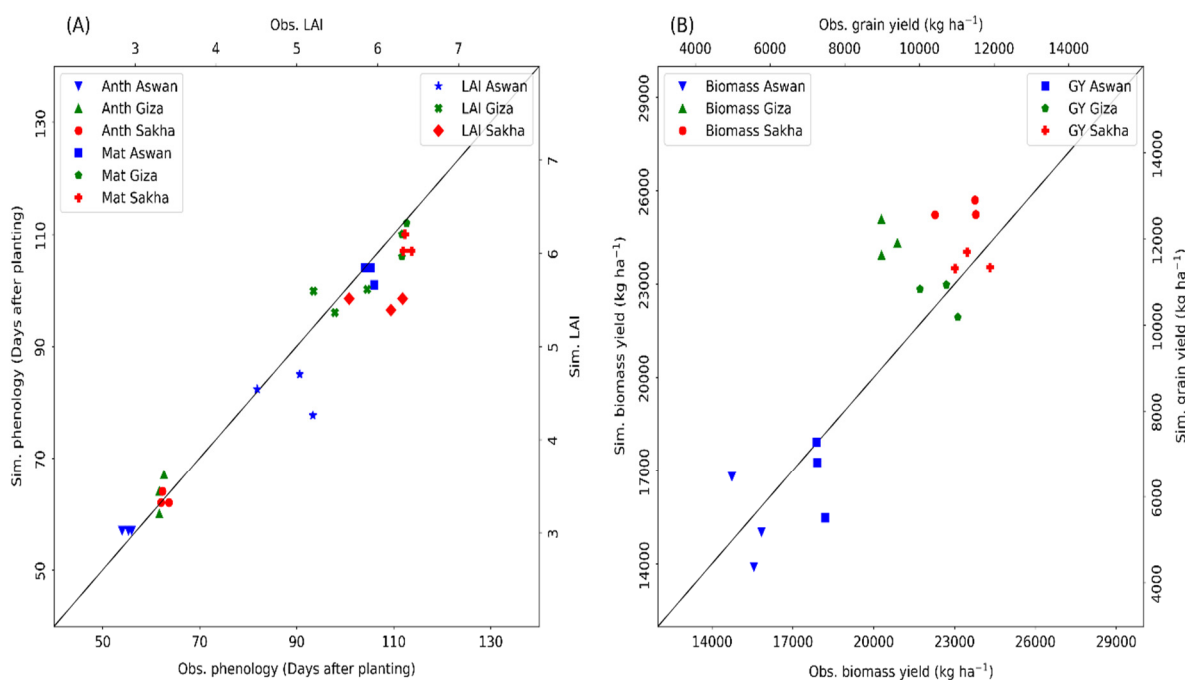 (A)
Obs. LAI
3 4 5 6 7
Anth Aswan
Anth Giza
Anth Sakha
Mat Aswan
Mat Giza
Mat Sakha
LAI Aswan
LAI Giza
LAI Sakha
Sim. phenology (Days after planting)
130
110
90
70
50
Sim. LAI
7
6
5
4
3
50 70 90 110 130
Obs. phenology (Days after planting)
(B)
Obs. grain yield (kg ha⁻¹)
4000 6000 8000 10000 12000 14000
Biomass Aswan
Biomass Giza
Biomass Sakha
GY Aswan
GY Giza
GY Sakha
Sim. biomass yield (kg ha⁻¹)
29000
26000
23000
20000
17000
14000
Sim. grain yield (kg ha⁻¹)
14000
12000
10000
8000
6000
4000
14000 17000 20000 23000 26000 29000
Obs. biomass yield (kg ha⁻¹)